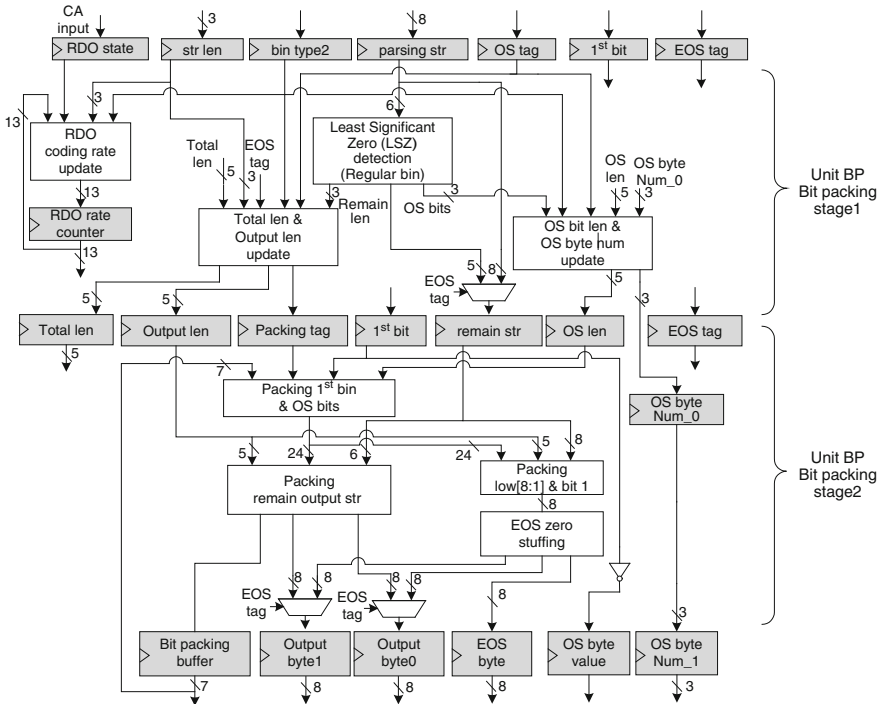 CA
input
3
8
RDO state
str len
bin type2
parsing str
OS tag
1st bit
EOS tag
13
3
6
RDO
coding rate
update
Total
len
5
EOS
tag
3
Least Significant
Zero (LSZ)
detection
(Regular bin)
OS
len
5
OS byte
Num_0
3
Unit BP
Bit packing
stage1
13
3
Remain
len
3
OS bits
RDO rate
counter
13
Total len &
Output len
update
OS bit len &
OS byte num
update
5
8
EOS
tag
5
3
5
5
Total len
Output len
Packing tag
1st bit
remain str
OS len
EOS tag
5
7
Packing 1st bin
& OS bits
OS byte
Num_0
5
24
6
24
5
8
Unit BP
Bit packing
stage2
Packing
remain output str
Packing
low[8:1] & bit 1
8
EOS zero
stuffing
8
8
8
8
EOS
tag
EOS
tag
8
3
Bit packing
buffer
Output
byte1
Output
byte0
EOS
byte
OS byte
value
OS byte
Num_1
7
8
8
8
3